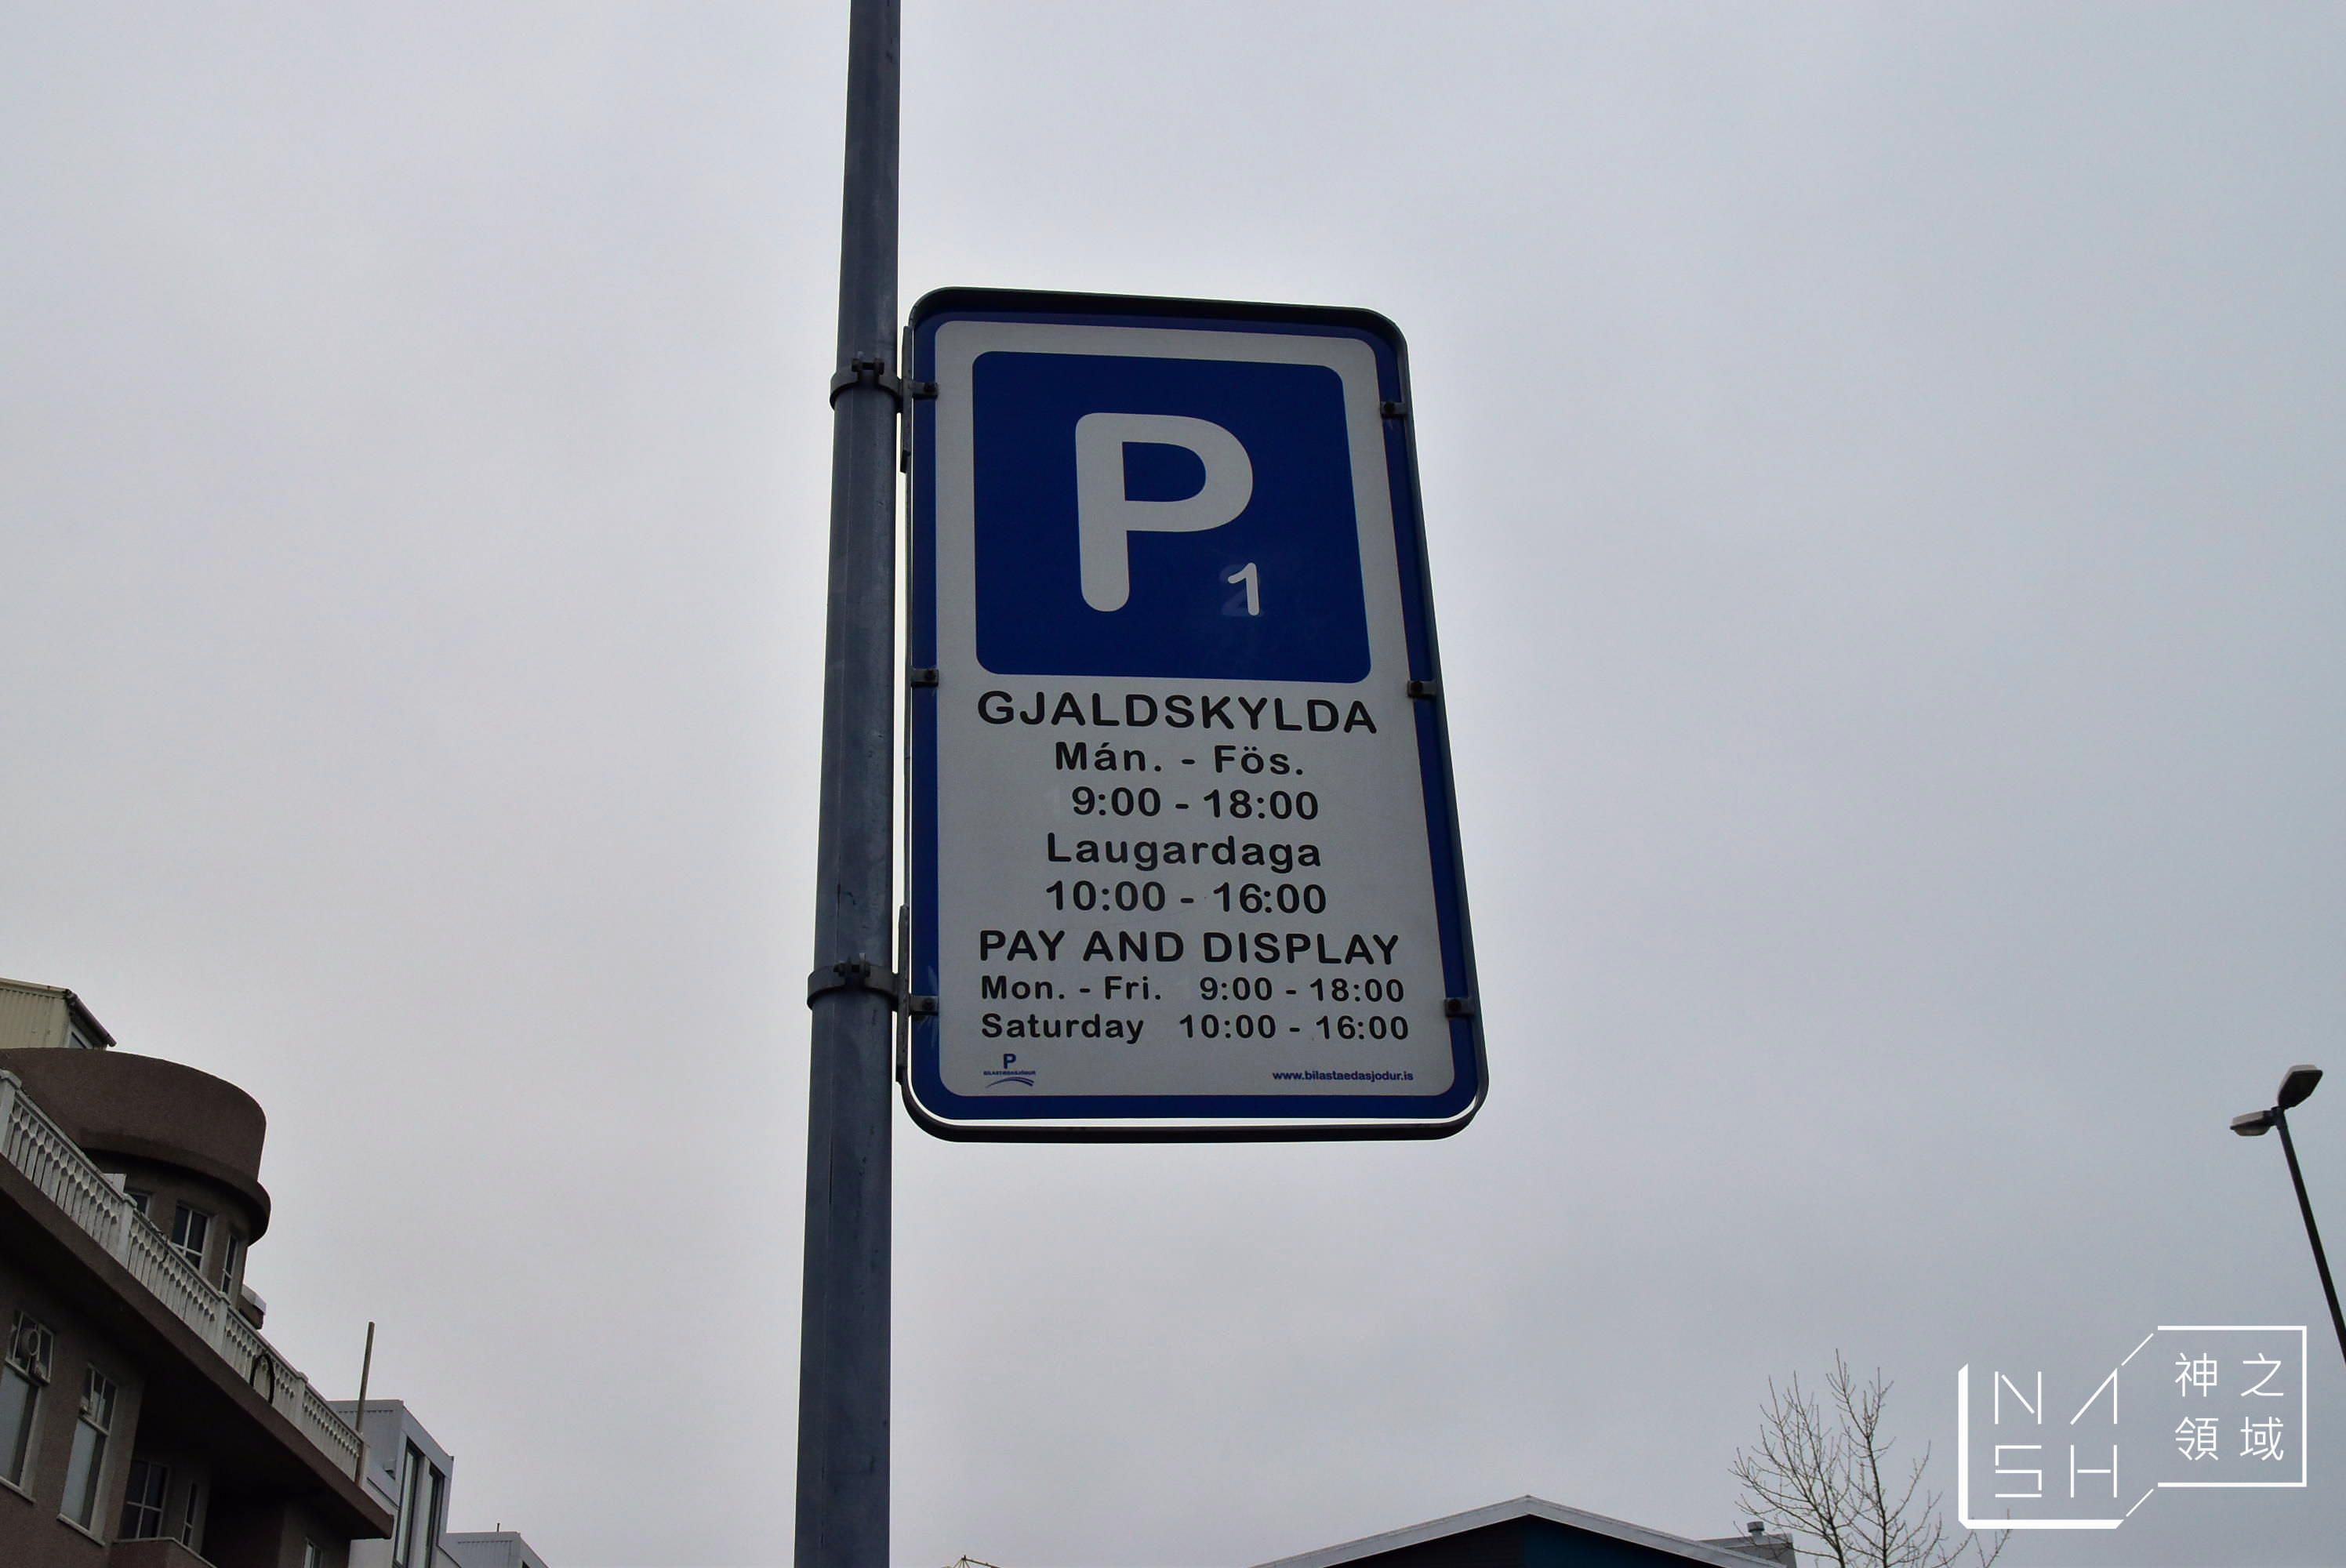 P
1
GJALDSKYLDA
Mán. - Fös.
9:00 - 18:00
Laugardaga
10:00 - 16:00
PAY AND DISPLAY
Mon. - Fri. 9:00 - 18:00
Saturday 10:00 - 16:00
P
BÍLASTÆÐASJÓÐUR
www.bilastaedasjodur.is
NASH
神之
領域